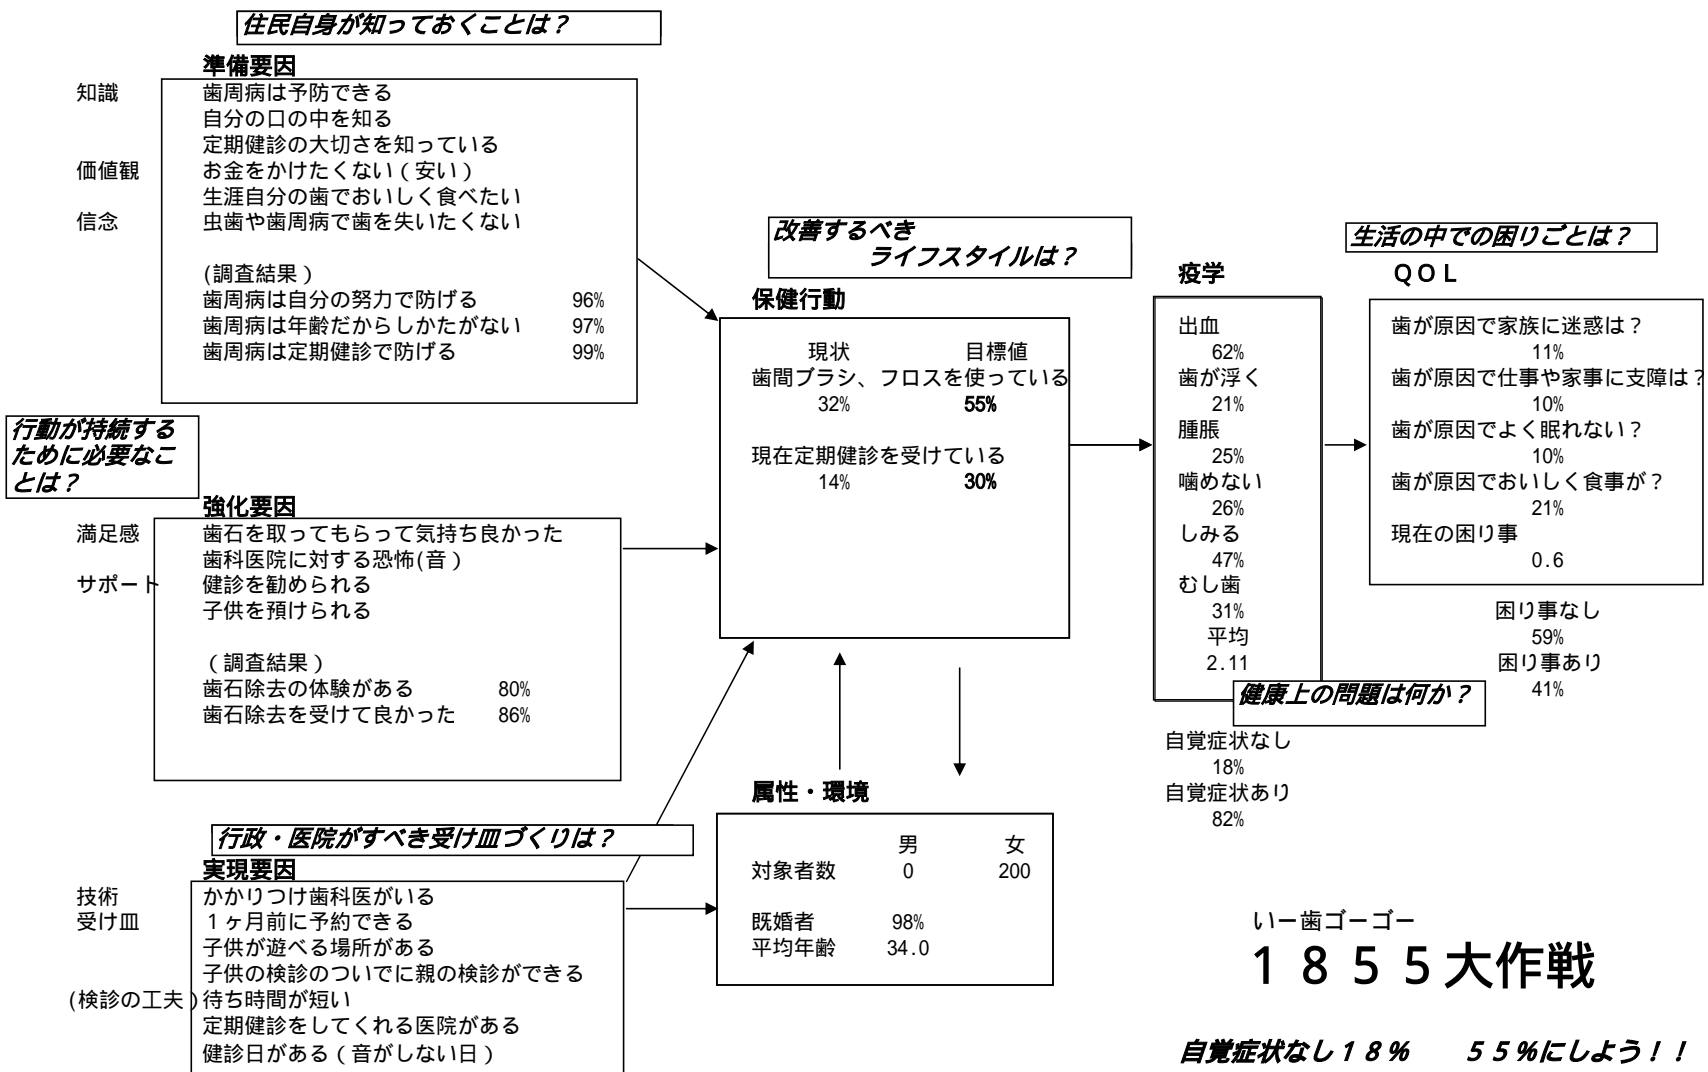 住民自身が知っておくことは？
準備要因
知識 歯周病は予防できる
自分の口の中を知る
定期健診の大切さを知っている
価値観 お金をかけたくない（安い）
生涯自分の歯でおいしく食べたい
信念 虫歯や歯周病で歯を失いたくない
(調査結果）
歯周病は自分の努力で防げる 96%
歯周病は年齢だからしかたがない 97%
歯周病は定期健診で防げる 99%
行動が持続する
ために必要なこ
とは？
強化要因
満足感 歯石を取ってもらって気持ち良かった
歯科医院に対する恐怖(音）
サポート 健診を勧められる
子供を預けられる
（調査結果）
歯石除去の体験がある 80%
歯石除去を受けて良かった 86%
行政・医院がすべき受け皿づくりは？
実現要因
技術 かかりつけ歯科医がいる
受け皿 １ヶ月前に予約できる
子供が遊べる場所がある
子供の検診のついでに親の検診ができる
(検診の工夫）待ち時間が短い
定期健診をしてくれる医院がある
健診日がある（音がしない日）
改善するべき
ライフスタイルは？
保健行動
現状 目標値
歯間ブラシ、フロスを使っている
32% 55%
現在定期健診を受けている
14% 30%
属性・環境
男 女
対象者数 0 200
既婚者 98%
平均年齢 34.0
疫学
出血
62%
歯が浮く
21%
腫脹
25%
噛めない
26%
しみる
47%
むし歯
31%
平均
2.11
健康上の問題は何か？
自覚症状なし
18%
自覚症状あり
82%
生活の中での困りごとは？
ＱＯＬ
歯が原因で家族に迷惑は？
11%
歯が原因で仕事や家事に支障は？
10%
歯が原因でよく眠れない？
10%
歯が原因でおいしく食事が？
21%
現在の困り事
0.6
困り事なし
59%
困り事あり
41%
いー歯ゴーゴー
１８５５大作戦
自覚症状なし１８％ ５５％にしよう！！